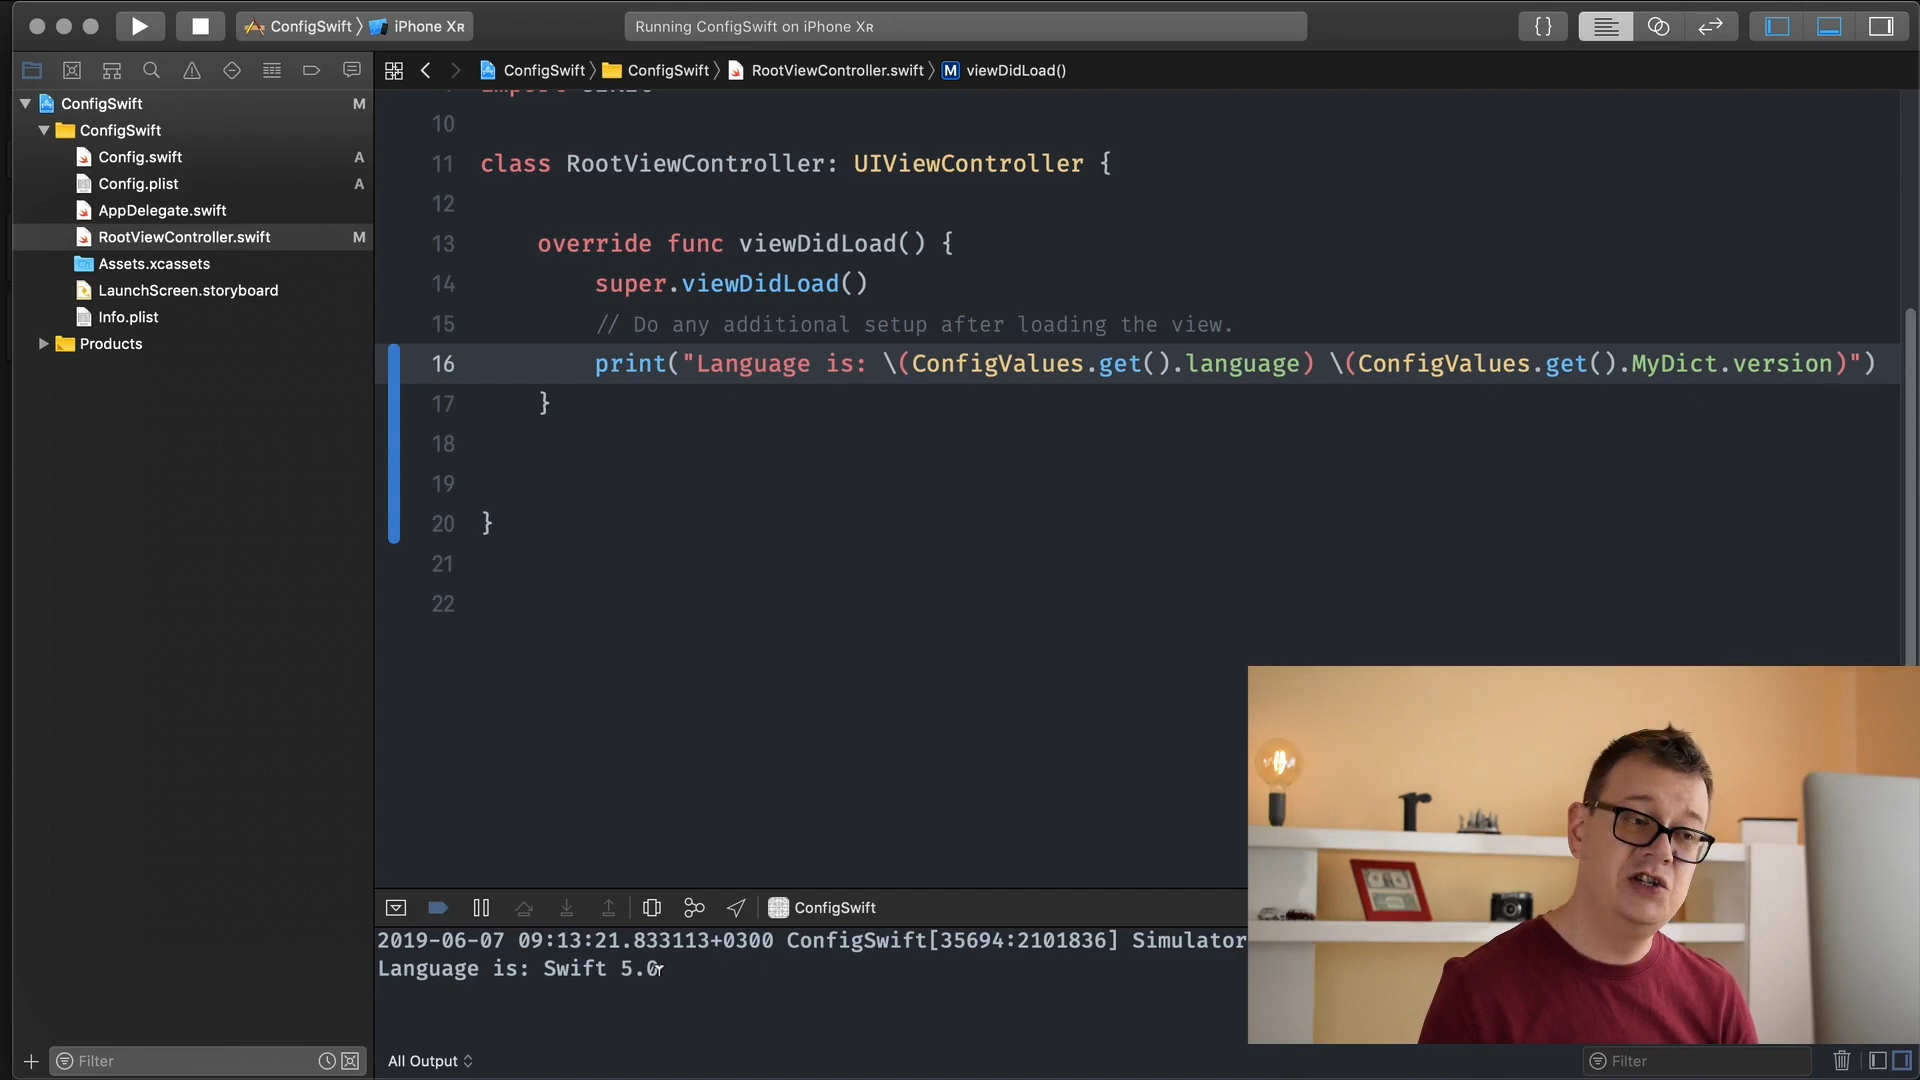 ConfigSwift 〉 iPhone XR
Running ConfigSwift on iPhone XR
{}
ConfigSwift 〉 ConfigSwift 〉 RootViewController.swift 〉 M viewDidLoad()
ConfigSwift M
ConfigSwift
Config.swift A
Config.plist A
AppDelegate.swift
RootViewController.swift M
Assets.xcassets
LaunchScreen.storyboard
Info.plist
Products
10
11 class RootViewController: UIViewController {
12
13 override func viewDidLoad() {
14 super.viewDidLoad()
15 // Do any additional setup after loading the view.
16 print("Language is: \(ConfigValues.get().language) \(ConfigValues.get().MyDict.version)")
17 }
18
19
20 }
21
22
ConfigSwift
2019-06-07 09:13:21.833113+0300 ConfigSwift[35694:2101836] Simulator
Language is: Swift 5.0
Filter
All Output
Filter